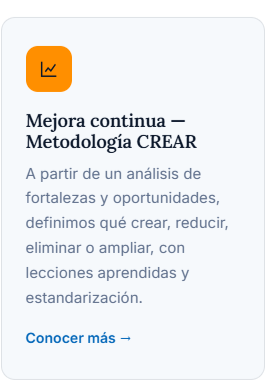 Mejora continua —
Metodología CREAR
A partir de un análisis de
fortalezas y oportunidades,
definimos qué crear, reducir,
eliminar o ampliar, con
lecciones aprendidas y
estandarización.
Conocer más →